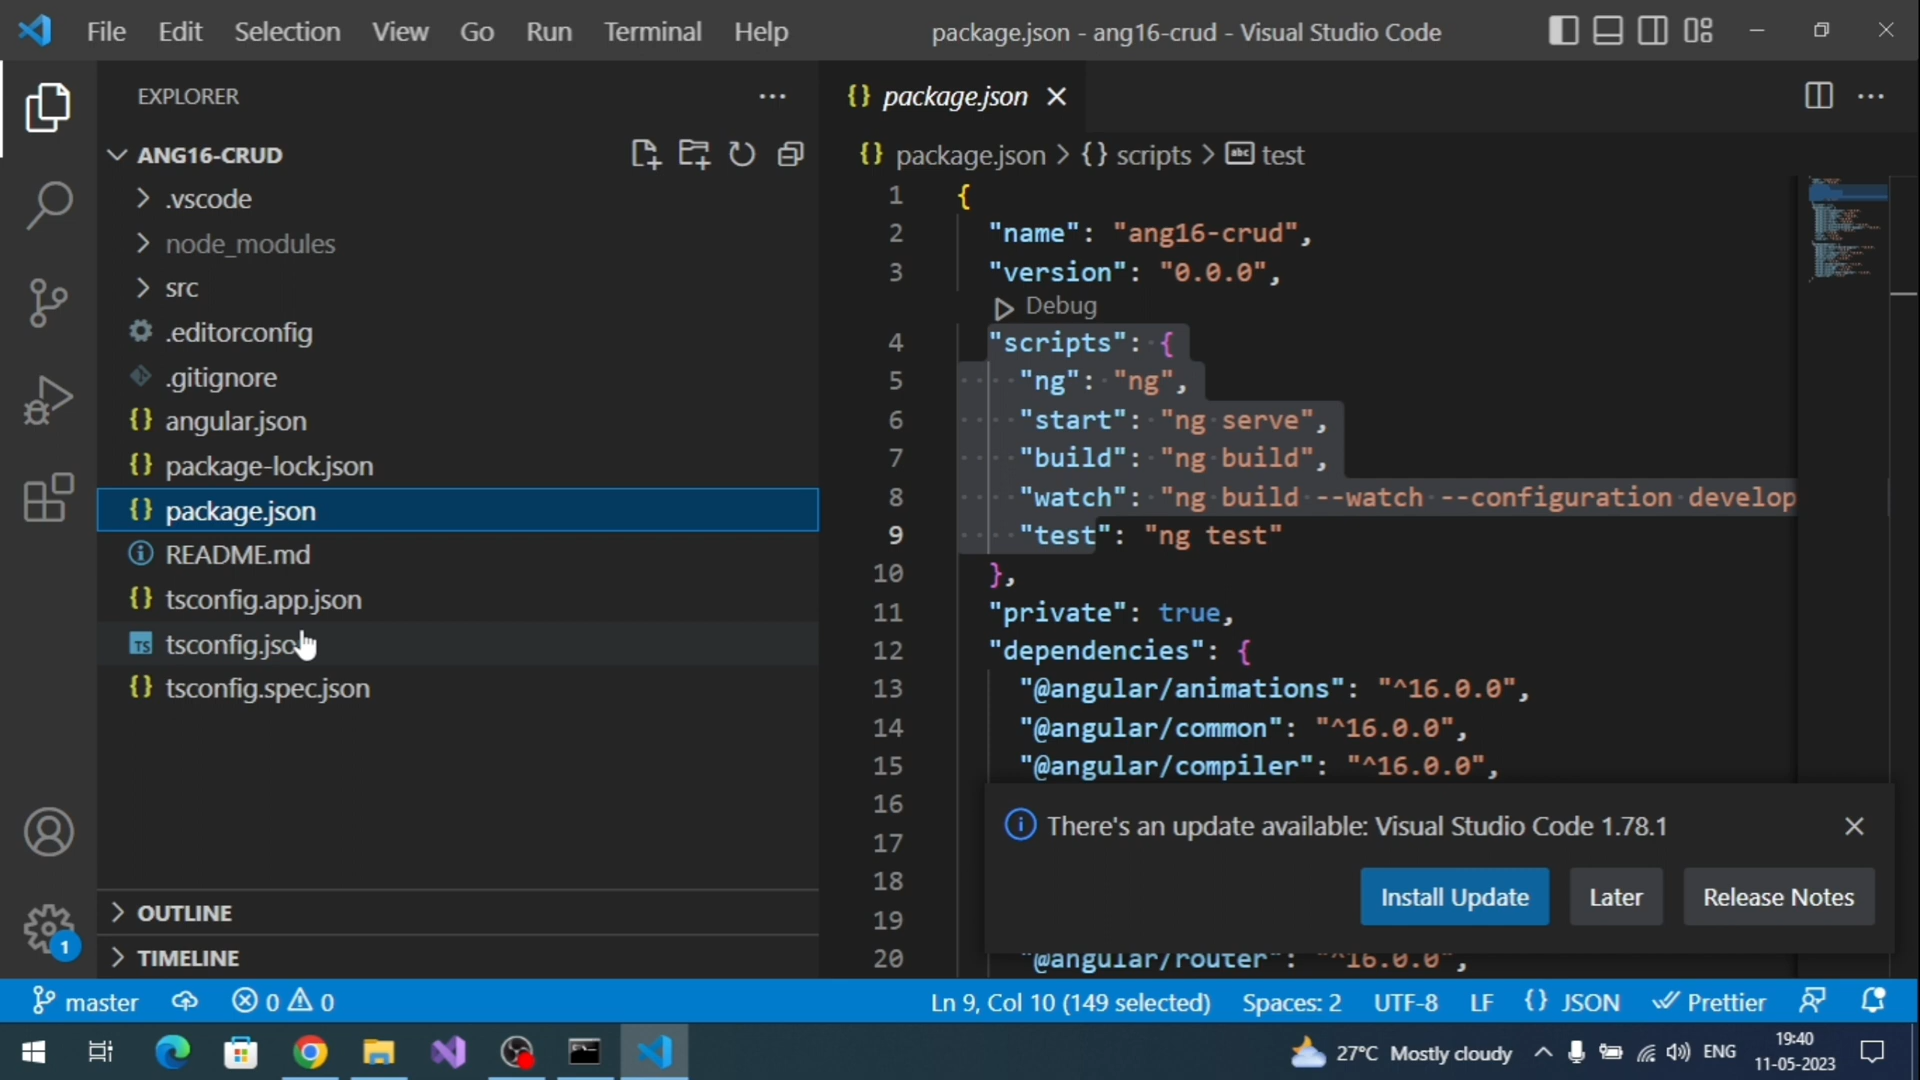 File Edit Selection View Go Run Terminal Help
package.json - ang16-crud - Visual Studio Code
EXPLORER
ANG16-CRUD
.vscode
node_modules
src
.editorconfig
.gitignore
angular.json
package-lock.json
package.json
README.md
tsconfig.app.json
TS tsconfig.jso
tsconfig.spec.json
OUTLINE
TIMELINE
{} package.json
{} package.json > {} scripts > abc test
1 {
2 "name": "ang16-crud",
3 "version": "0.0.0",
Debug
4 "scripts": {
5 "ng": "ng",
6 "start": "ng serve",
7 "build": "ng build",
8 "watch": "ng build --watch --configuration develop
9 "test": "ng test"
10 },
11 "private": true,
12 "dependencies": {
13 "@angular/animations": "^16.0.0",
14 "@angular/common": "^16.0.0",
15 "@angular/compiler": "^16.0.0",
16
17
18
19
20 "@angular/router": "^16.0.0",
There's an update available: Visual Studio Code 1.78.1
Install Update Later Release Notes
1
master 0 0 Ln 9, Col 10 (149 selected) Spaces: 2 UTF-8 LF {} JSON Prettier
27°C Mostly cloudy ENG 19:40
11-05-2023